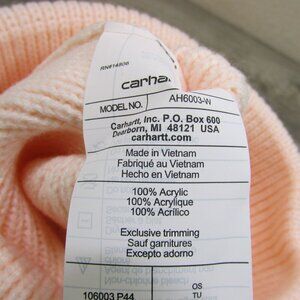 RN#14806
carhar
MODEL NO. AH6003-W
Carhartt, Inc. P.O. Box 600
Dearborn, MI 48121 USA
carhartt.com
Made in Vietnam
Fabriqué au Vietnam
Hecho en Vietnam
100% Acrylic
100% Acrylique
100% Acrílico
Exclusive trimming
Sauf garnitures
Excepto adorno
106003 P44
OS
TU